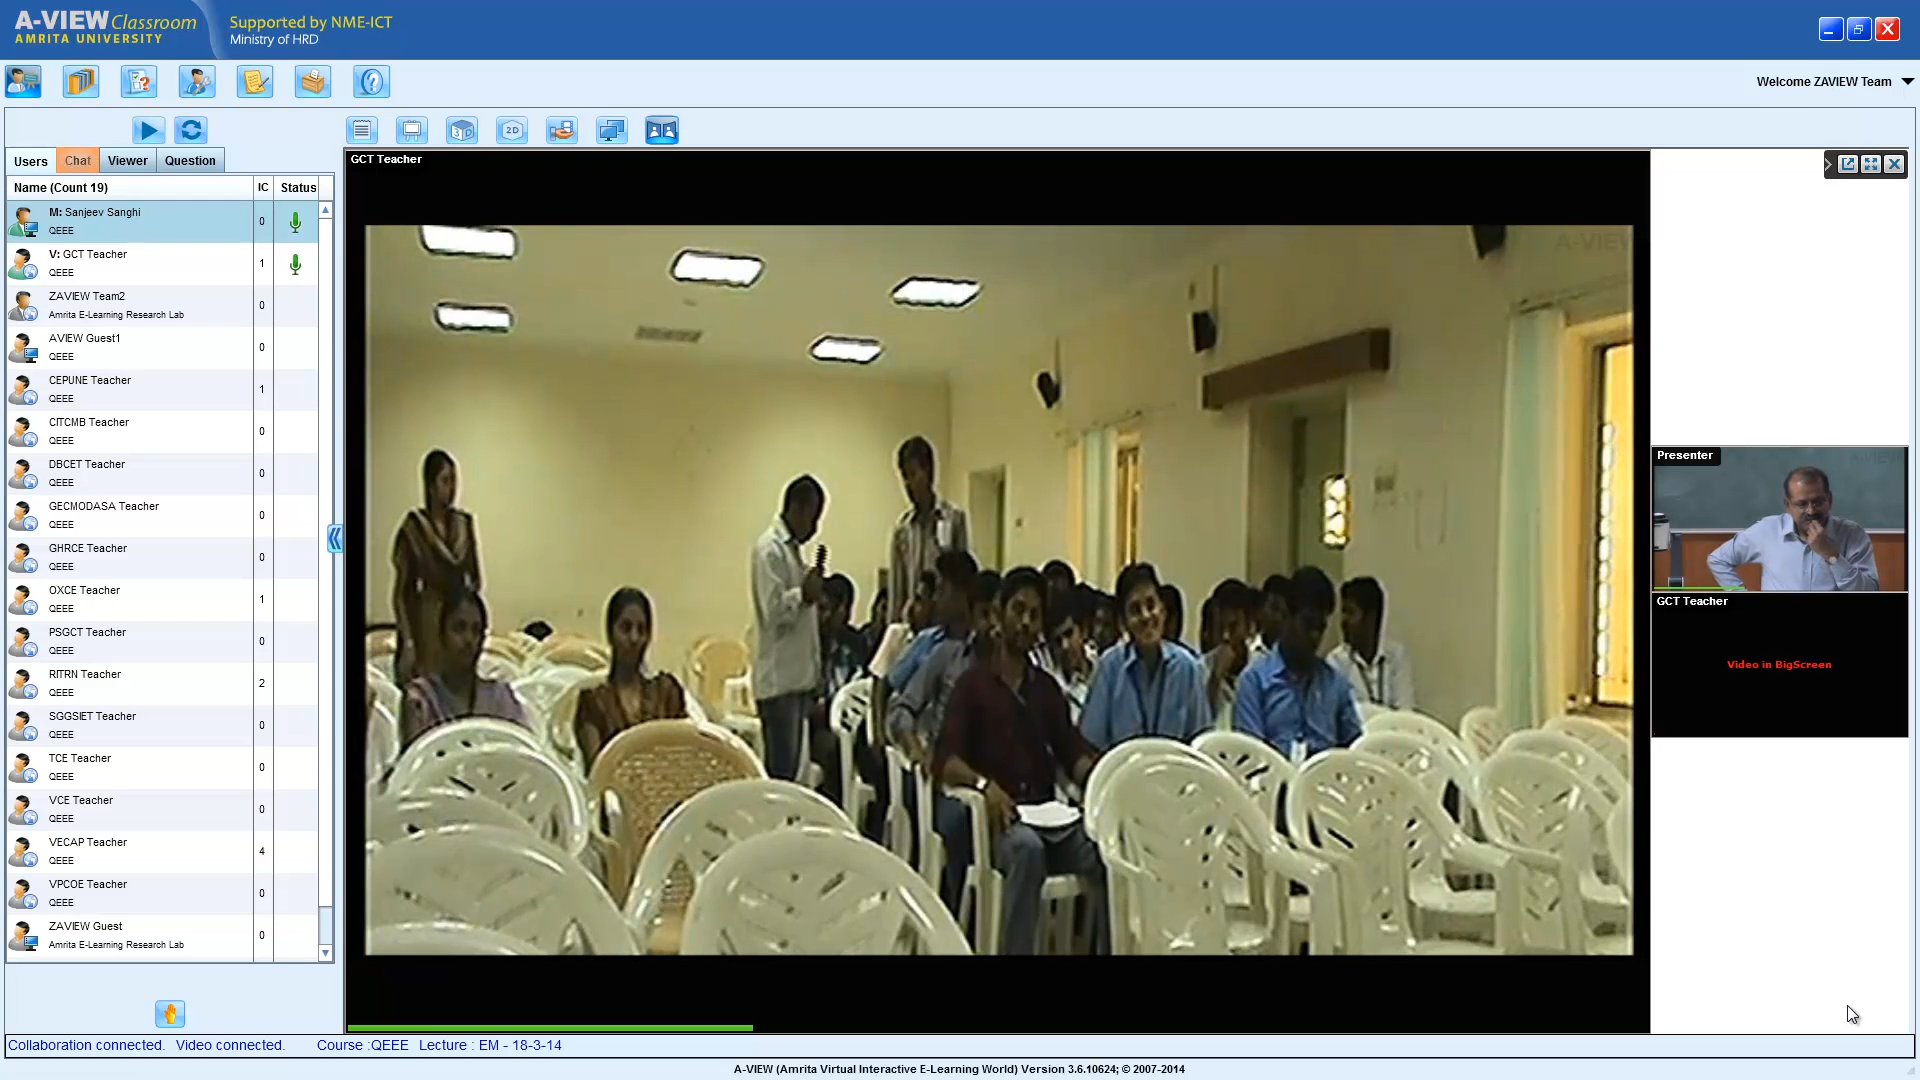 A-VIEW Classroom
AMRITA UNIVERSITY
Supported by NME-ICT
Ministry of HRD
Welcome ZAVIEW Team
3D
2D
Users
Chat
Viewer
Question
Name (Count 19)
IC
Status
M: Sanjeev Sanghi
QEEE
0
V: GCT Teacher
QEEE
1
ZAVIEW Team2
Amrita E-Learning Research Lab
0
AVIEW Guest1
QEEE
0
CEPUNE Teacher
QEEE
1
CITCMB Teacher
QEEE
0
DBCET Teacher
QEEE
0
GECMODASA Teacher
QEEE
0
GHRCE Teacher
QEEE
0
OXCE Teacher
QEEE
1
PSGCT Teacher
QEEE
0
RITRN Teacher
QEEE
2
SGGSIET Teacher
QEEE
0
TCE Teacher
QEEE
0
VCE Teacher
QEEE
0
VECAP Teacher
QEEE
4
VPCOE Teacher
QEEE
0
ZAVIEW Guest
Amrita E-Learning Research Lab
0
GCT Teacher
A-VIEW
Presenter
GCT Teacher
Video in BigScreen
Collaboration connected. Video connected. Course :QEEE Lecture : EM - 18-3-14
A-VIEW (Amrita Virtual Interactive E-Learning World) Version 3.6.10624; © 2007-2014